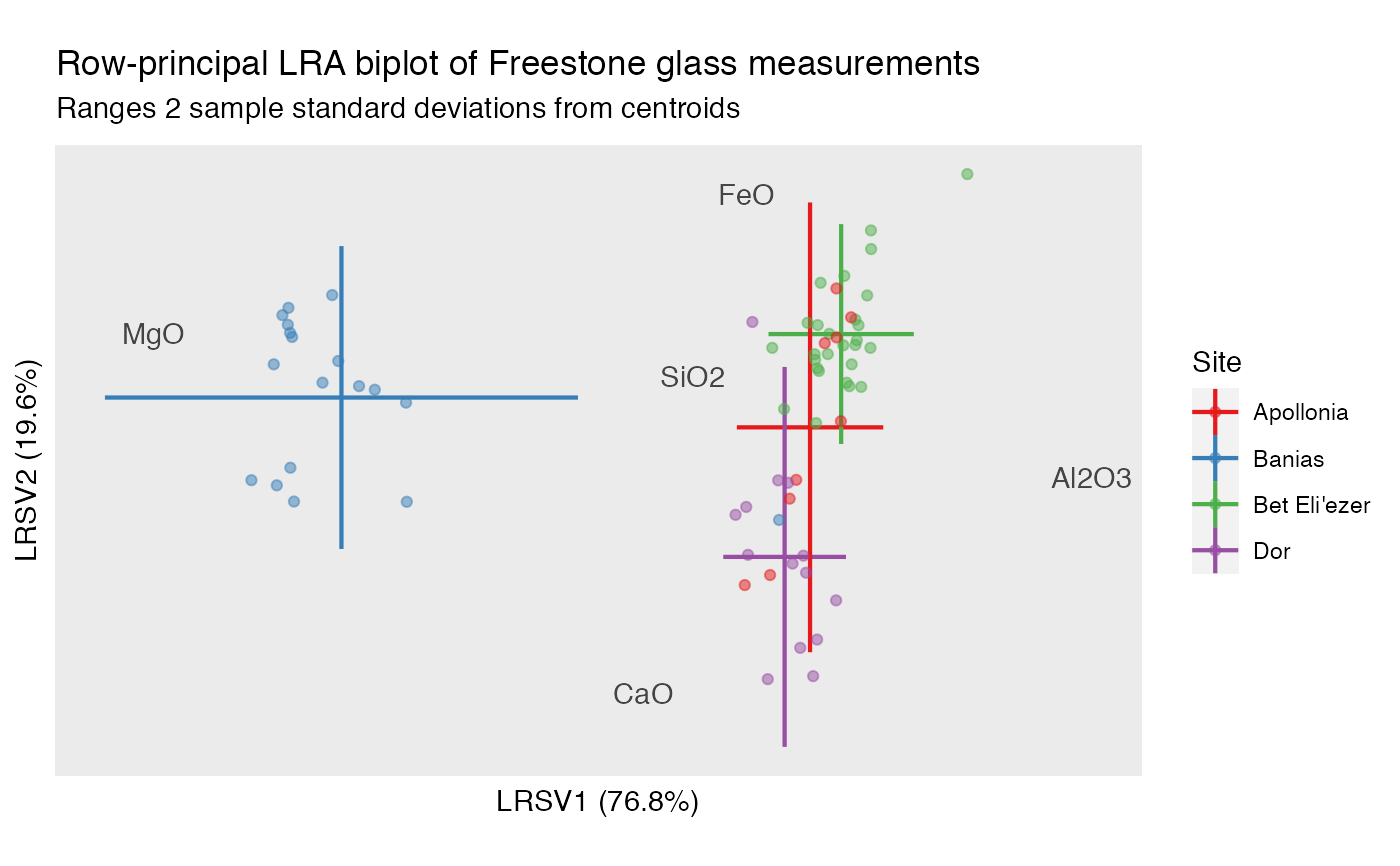 Row-principal LRA biplot of Freestone glass measurements
Ranges 2 sample standard deviations from centroids
FeO
MgO
SiO2
Al2O3
CaO
LRSV2 (19.6%)
LRSV1 (76.8%)
Site
Apollonia
Banias
Bet Eli'ezer
Dor